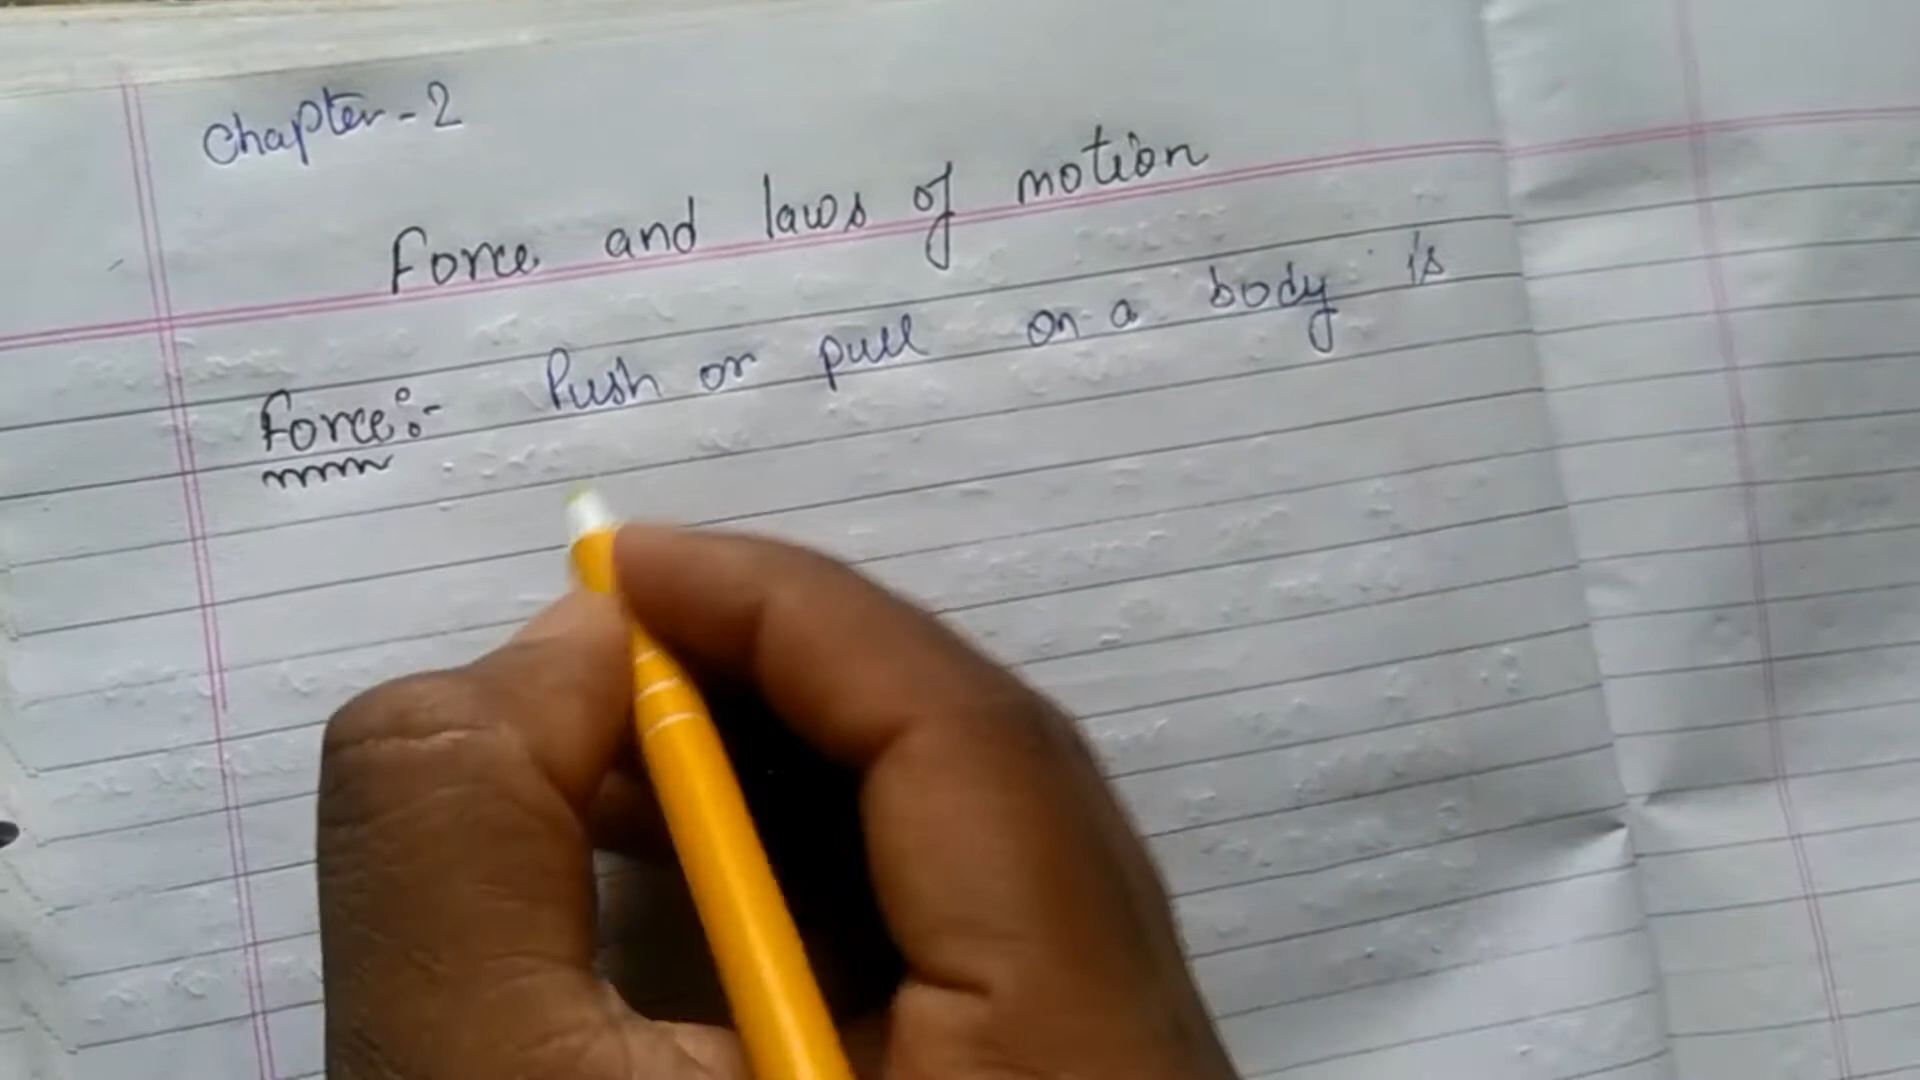 Chapter-2
Force and laws of motion
Force:- Push or pull on a body is